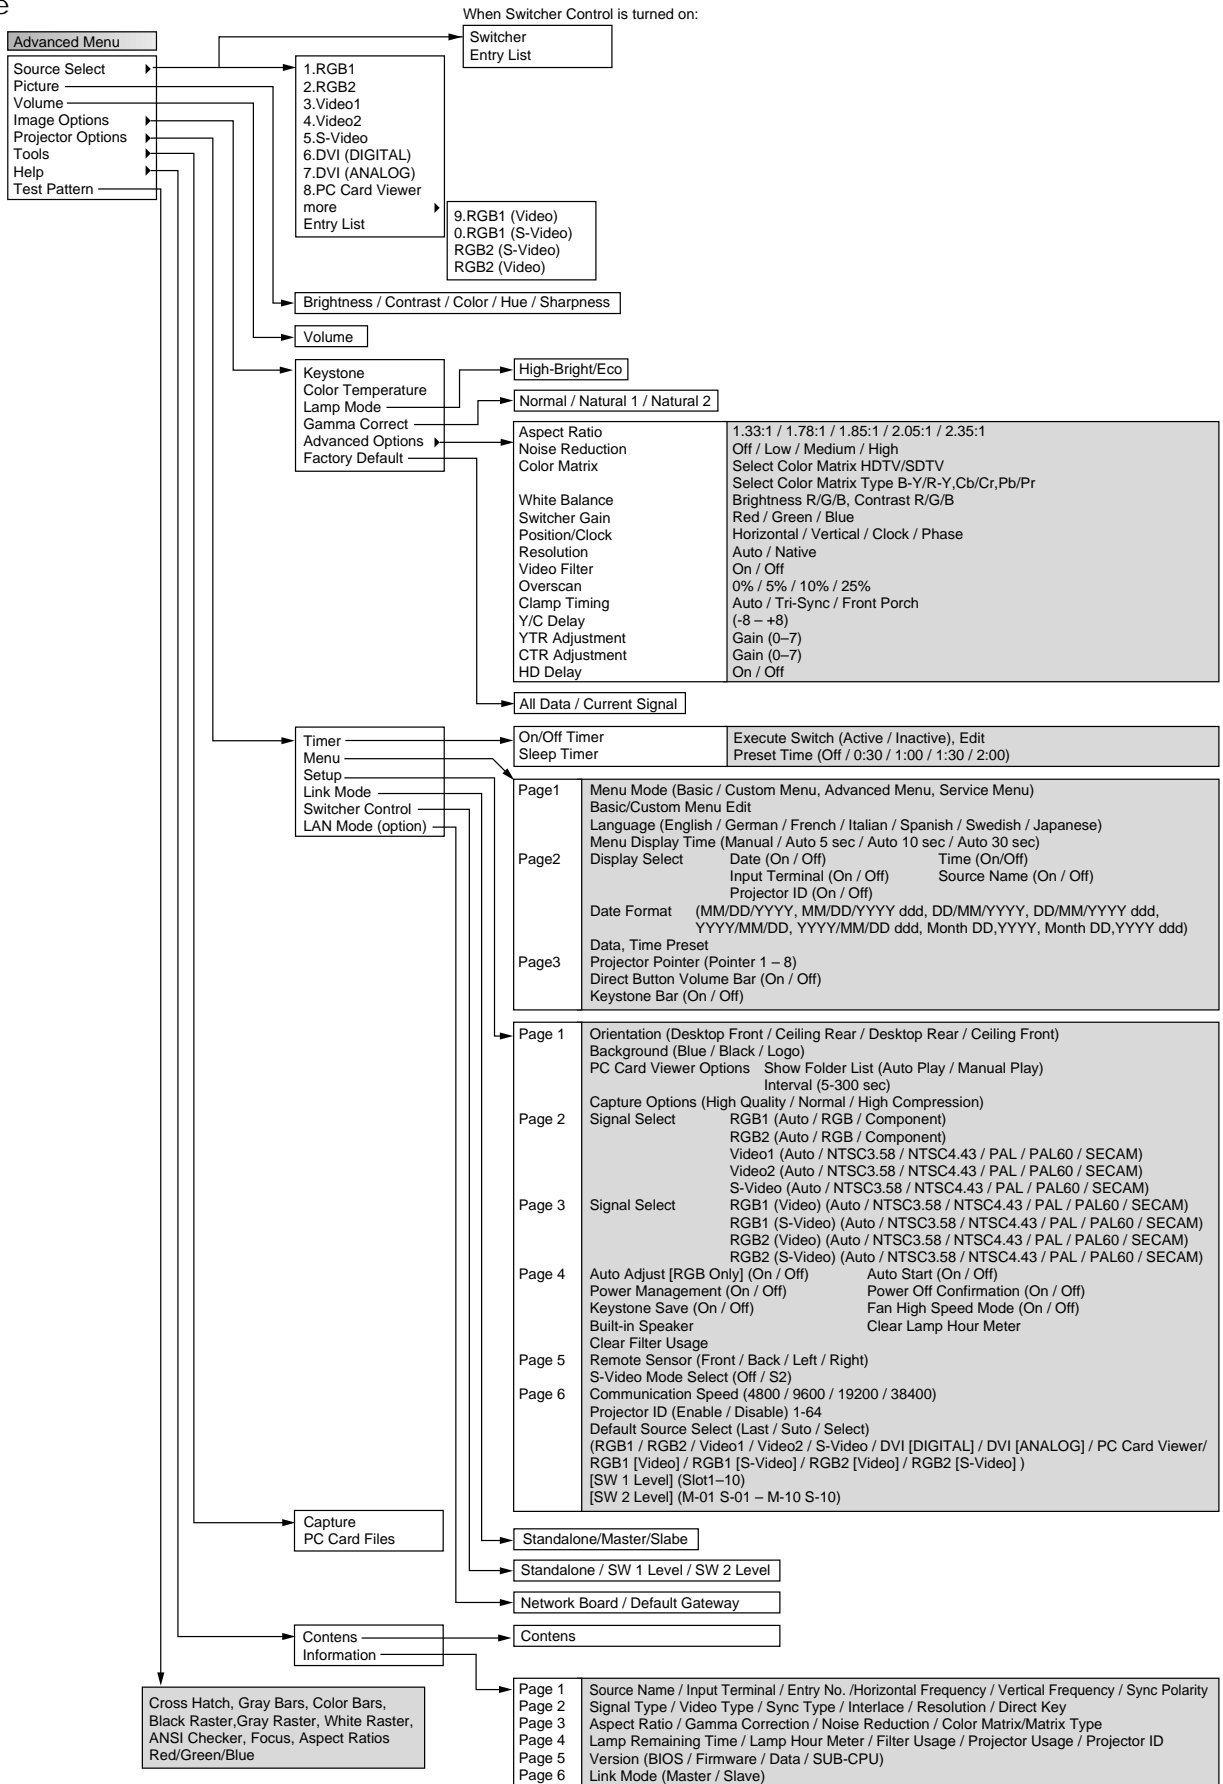 e
When Switcher Control is turned on:
Advanced Menu
Switcher
Entry List
Source Select
Picture
Volume
Image Options
Projector Options
Tools
Help
Test Pattern
1.RGB1
2.RGB2
3.Video1
4.Video2
5.S-Video
6.DVI (DIGITAL)
7.DVI (ANALOG)
8.PC Card Viewer
more
Entry List
9.RGB1 (Video)
0.RGB1 (S-Video)
RGB2 (S-Video)
RGB2 (Video)
Brightness / Contrast / Color / Hue / Sharpness
Volume
Keystone
Color Temperature
Lamp Mode
Gamma Correct
Advanced Options
Factory Default
High-Bright/Eco
Normal / Natural 1 / Natural 2
Aspect Ratio 1.33:1 / 1.78:1 / 1.85:1 / 2.05:1 / 2.35:1
Noise Reduction Off / Low / Medium / High
Color Matrix Select Color Matrix HDTV/SDTV
Select Color Matrix Type B-Y/R-Y,Cb/Cr,Pb/Pr
White Balance Brightness R/G/B, Contrast R/G/B
Switcher Gain Red / Green / Blue
Position/Clock Horizontal / Vertical / Clock / Phase
Resolution Auto / Native
Video Filter On / Off
Overscan 0% / 5% / 10% / 25%
Clamp Timing Auto / Tri-Sync / Front Porch
Y/C Delay (-8 – +8)
YTR Adjustment Gain (0–7)
CTR Adjustment Gain (0–7)
HD Delay On / Off
All Data / Current Signal
Timer
Menu
Setup
Link Mode
Switcher Control
LAN Mode (option)
On/Off Timer Execute Switch (Active / Inactive), Edit
Sleep Timer Preset Time (Off / 0:30 / 1:00 / 1:30 / 2:00)
Page1 Menu Mode (Basic / Custom Menu, Advanced Menu, Service Menu)
Basic/Custom Menu Edit
Language (English / German / French / Italian / Spanish / Swedish / Japanese)
Menu Display Time (Manual / Auto 5 sec / Auto 10 sec / Auto 30 sec)
Page2 Display Select Date (On / Off) Time (On/Off)
Input Terminal (On / Off) Source Name (On / Off)
Projector ID (On / Off)
Date Format (MM/DD/YYYY, MM/DD/YYYY ddd, DD/MM/YYYY, DD/MM/YYYY ddd,
YYYY/MM/DD, YYYY/MM/DD ddd, Month DD,YYYY, Month DD,YYYY ddd)
Data, Time Preset
Page3 Projector Pointer (Pointer 1 – 8)
Direct Button Volume Bar (On / Off)
Keystone Bar (On / Off)
Page 1 Orientation (Desktop Front / Ceiling Rear / Desktop Rear / Ceiling Front)
Background (Blue / Black / Logo)
PC Card Viewer Options Show Folder List (Auto Play / Manual Play)
Interval (5-300 sec)
Capture Options (High Quality / Normal / High Compression)
Page 2 Signal Select RGB1 (Auto / RGB / Component)
RGB2 (Auto / RGB / Component)
Video1 (Auto / NTSC3.58 / NTSC4.43 / PAL / PAL60 / SECAM)
Video2 (Auto / NTSC3.58 / NTSC4.43 / PAL / PAL60 / SECAM)
S-Video (Auto / NTSC3.58 / NTSC4.43 / PAL / PAL60 / SECAM)
Page 3 Signal Select RGB1 (Video) (Auto / NTSC3.58 / NTSC4.43 / PAL / PAL60 / SECAM)
RGB1 (S-Video) (Auto / NTSC3.58 / NTSC4.43 / PAL / PAL60 / SECAM)
RGB2 (Video) (Auto / NTSC3.58 / NTSC4.43 / PAL / PAL60 / SECAM)
RGB2 (S-Video) (Auto / NTSC3.58 / NTSC4.43 / PAL / PAL60 / SECAM)
Page 4 Auto Adjust [RGB Only] (On / Off) Auto Start (On / Off)
Power Management (On / Off) Power Off Confirmation (On / Off)
Keystone Save (On / Off) Fan High Speed Mode (On / Off)
Built-in Speaker Clear Lamp Hour Meter
Clear Filter Usage
Page 5 Remote Sensor (Front / Back / Left / Right)
S-Video Mode Select (Off / S2)
Page 6 Communication Speed (4800 / 9600 / 19200 / 38400)
Projector ID (Enable / Disable) 1-64
Default Source Select (Last / Suto / Select)
(RGB1 / RGB2 / Video1 / Video2 / S-Video / DVI [DIGITAL] / DVI [ANALOG] / PC Card Viewer/
RGB1 [Video] / RGB1 [S-Video] / RGB2 [Video] / RGB2 [S-Video] )
[SW 1 Level] (Slot1–10)
[SW 2 Level] (M-01 S-01 – M-10 S-10)
Capture
PC Card Files
Standalone/Master/Slabe
Standalone / SW 1 Level / SW 2 Level
Network Board / Default Gateway
Contens
Information
Contens
Page 1 Source Name / Input Terminal / Entry No. /Horizontal Frequency / Vertical Frequency / Sync Polarity
Page 2 Signal Type / Video Type / Sync Type / Interlace / Resolution / Direct Key
Page 3 Aspect Ratio / Gamma Correction / Noise Reduction / Color Matrix/Matrix Type
Page 4 Lamp Remaining Time / Lamp Hour Meter / Filter Usage / Projector Usage / Projector ID
Page 5 Version (BIOS / Firmware / Data / SUB-CPU)
Page 6 Link Mode (Master / Slave)
Cross Hatch, Gray Bars, Color Bars,
Black Raster,Gray Raster, White Raster,
ANSI Checker, Focus, Aspect Ratios
Red/Green/Blue